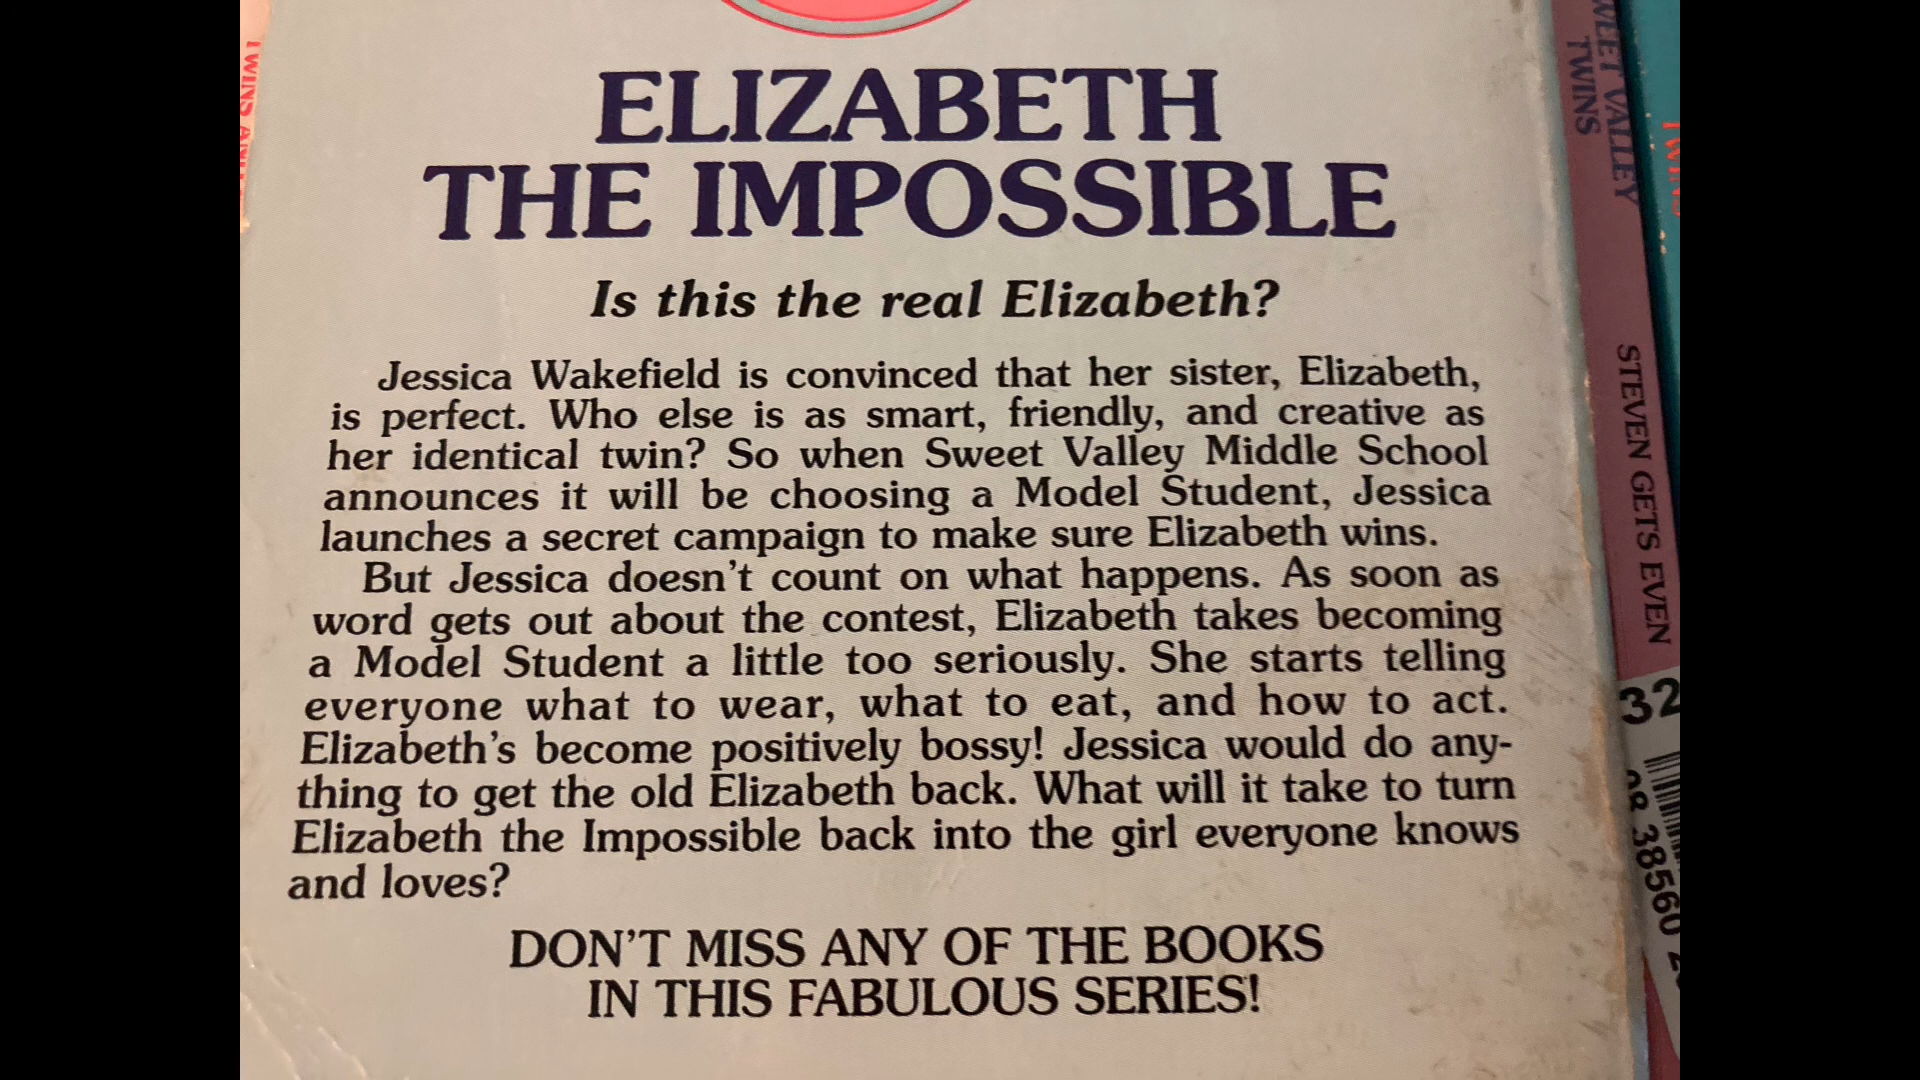 ELIZABETH
THE IMPOSSIBLE
Is this the real Elizabeth?
Jessica Wakefield is convinced that her sister, Elizabeth,
is perfect. Who else is as smart, friendly, and creative as
her identical twin? So when Sweet Valley Middle School
announces it will be choosing a Model Student, Jessica
launches a secret campaign to make sure Elizabeth wins.
But Jessica doesn't count on what happens. As soon as
word gets out about the contest, Elizabeth takes becoming
a Model Student a little too seriously. She starts telling
everyone what to wear, what to eat, and how to act.
Elizabeth's become positively bossy! Jessica would do any-
thing to get the old Elizabeth back. What will it take to turn
Elizabeth the Impossible back into the girl everyone knows
and loves?
DON'T MISS ANY OF THE BOOKS
IN THIS FABULOUS SERIES!
TWINS
VALLEY
TWINS
STEVEN GETS EVEN
32
38560